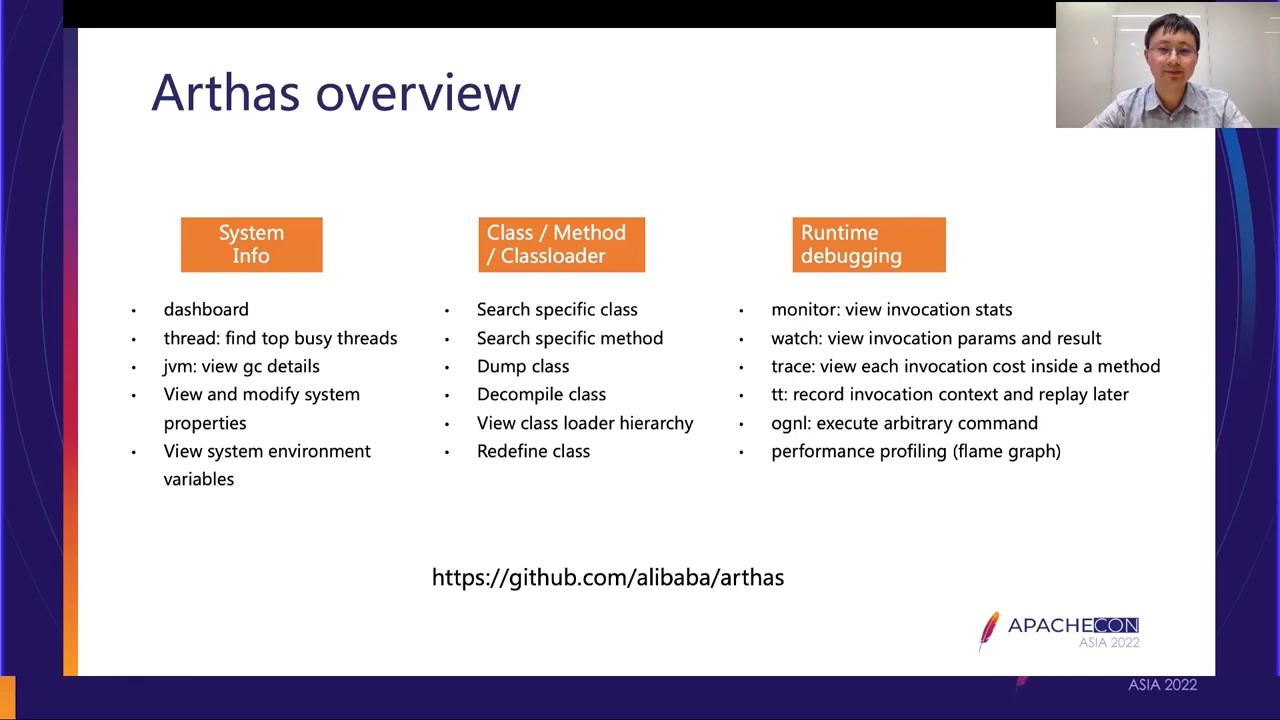 Arthas overview
System
Info
Class / Method
/ Classloader
Runtime
debugging
• dashboard
• thread: find top busy threads
• jvm: view gc details
• View and modify system
properties
• View system environment
variables
• Search specific class
• Search specific method
• Dump class
• Decompile class
• View class loader hierarchy
• Redefine class
• monitor: view invocation stats
• watch: view invocation params and result
• trace: view each invocation cost inside a method
• tt: record invocation context and replay later
• ognl: execute arbitrary command
• performance profiling (flame graph)
https://github.com/alibaba/arthas
APACHECON
ASIA 2022
ASIA 2022